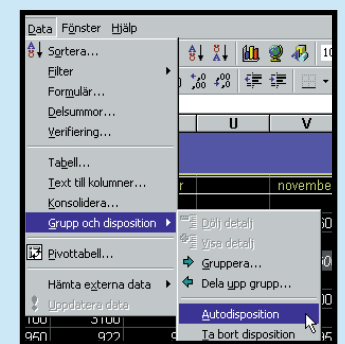 Data Fönster Hjälp
Sortera...
Filter
Formulär...
Delsummor...
Verifiering...
Tabell...
Text till kolumner...
Konsolidera...
Grupp och disposition
Pivottabell...
Hämta externa data
Uppdatera data
U V
Dölj detalj
Visa detalj
Gruppera...
Dela upp grupp...
Autodisposition
Ta bort disposition
100 3100
950 922